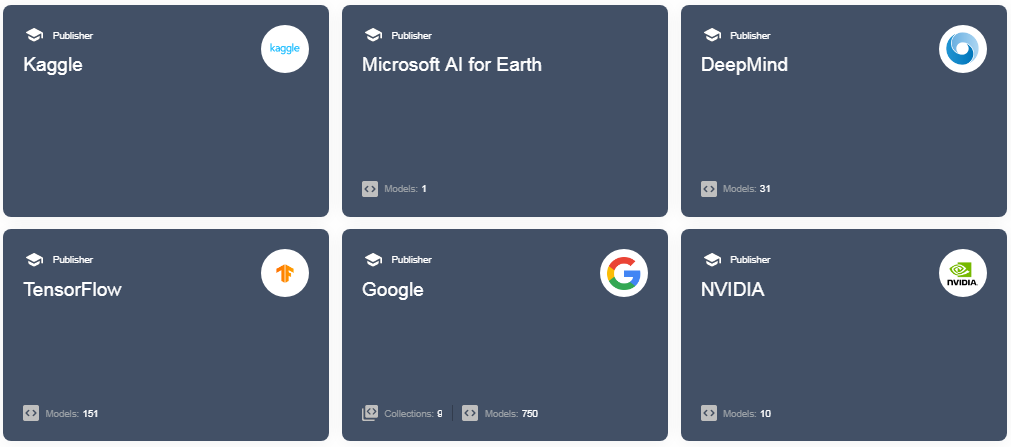 Publisher
Kaggle
kaggle
Publisher
Microsoft AI for Earth
Models: 1
Publisher
DeepMind
Models: 31
Publisher
TensorFlow
Models: 151
Publisher
Google
Collections: 9 Models: 750
Publisher
NVIDIA
NVIDIA.
Models: 10